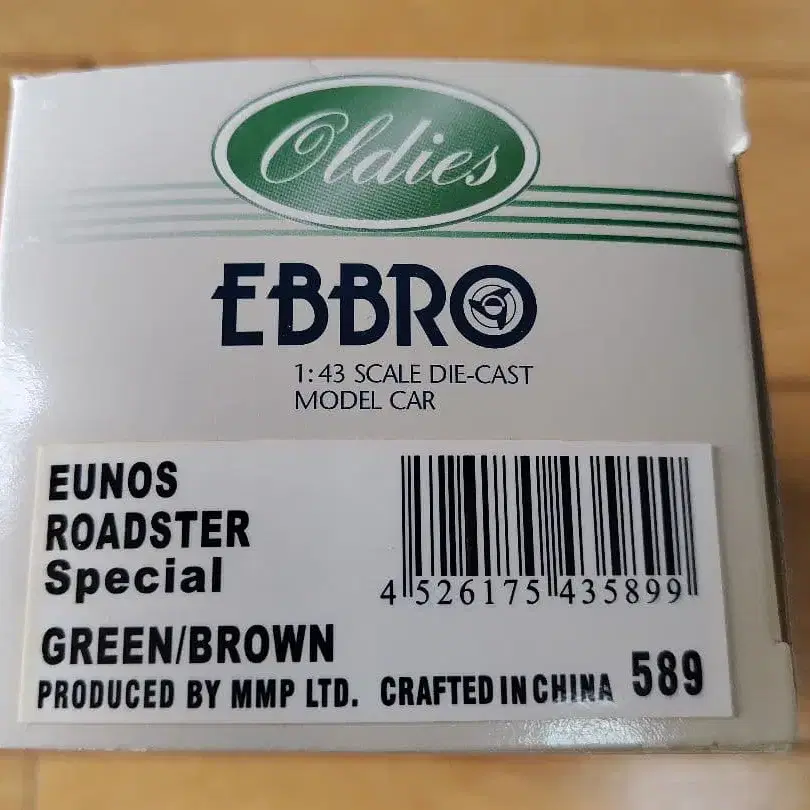 Oldies
EBBRO
1:43 SCALE DIE-CAST
MODEL CAR
EUNOS
ROADSTER
Special
4 526175 435899
GREEN/BROWN
PRODUCED BY MMP LTD. CRAFTED IN CHINA 589